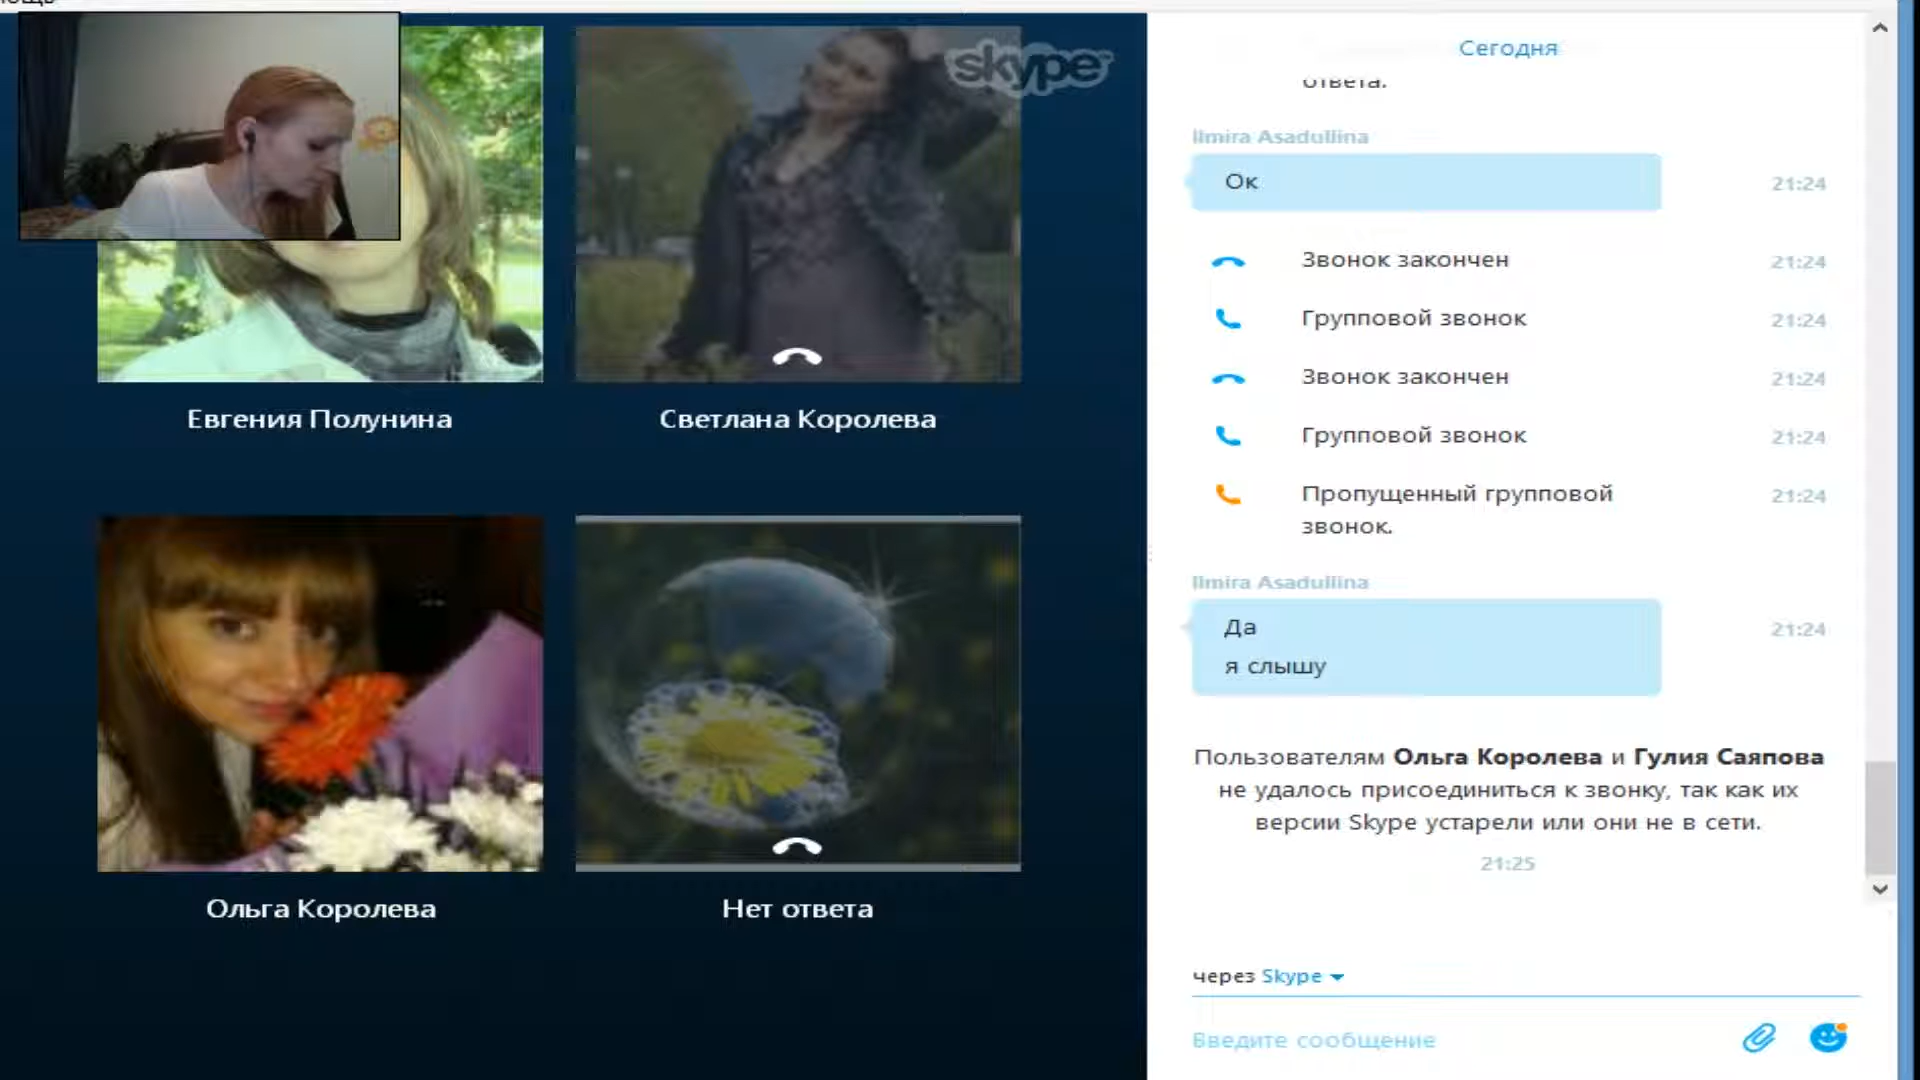 skype
Евгения Полунина
Светлана Королева
Ольга Королева
Нет ответа
Сегодня
ответа.
Ilmira Asadullina
Ок
21:24
Звонок закончен
21:24
Групповой звонок
21:24
Звонок закончен
21:24
Групповой звонок
21:24
Пропущенный групповой
звонок.
21:24
Ilmira Asadullina
Да
я слышу
21:24
Пользователям Ольга Королева и Гулия Саяпова
не удалось присоединиться к звонку, так как их
версии Skype устарели или они не в сети.
21:25
через Skype
Введите сообщение